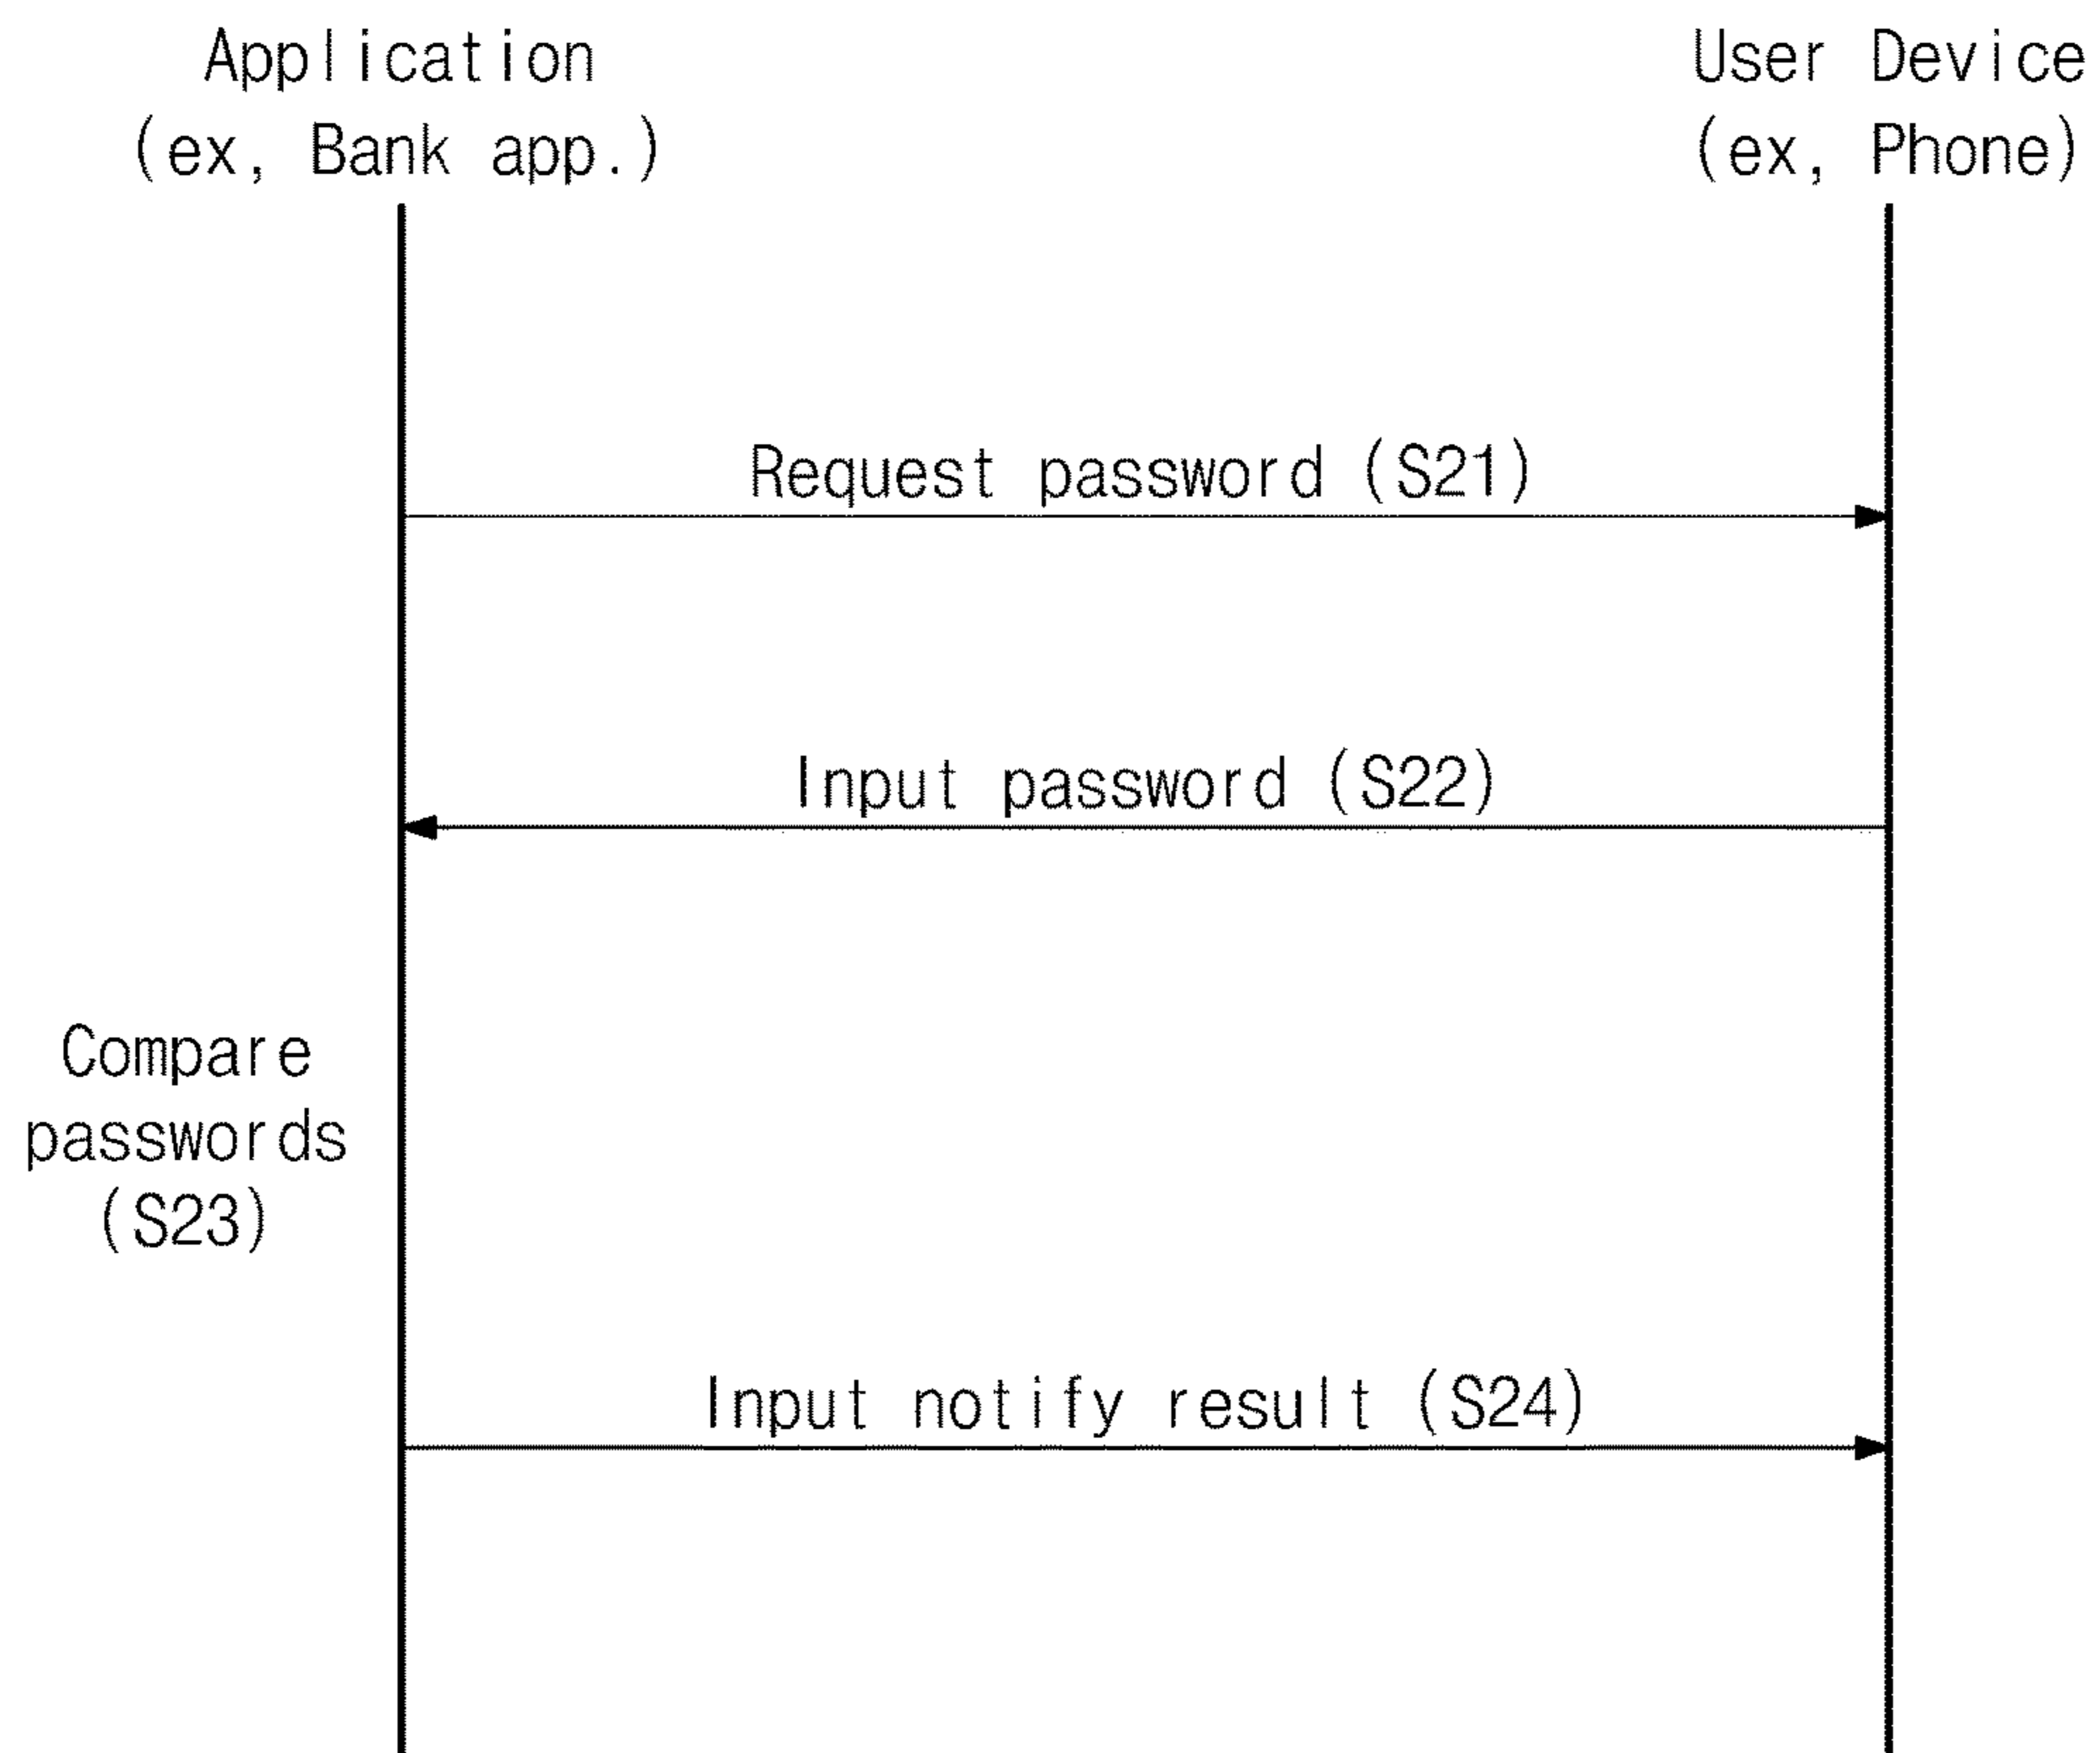 Application
(ex, Bank app.)
User Device
(ex, Phone)
Request password (S21)
Input password (S22)
Compare
passwords
(S23)
Input notify result (S24)